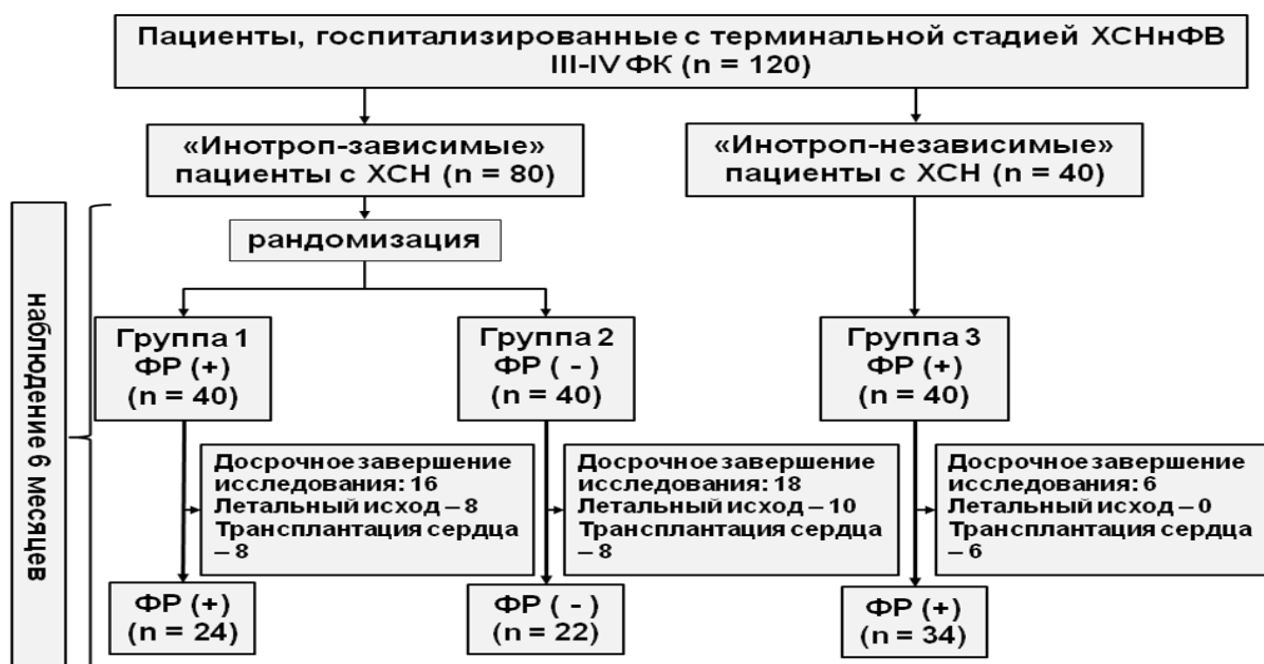 Пациенты, госпитализированные с терминальной стадией ХСНнФВ
III-IV ФК (n = 120)
«Инотроп-зависимые»
пациенты с ХСН (n = 80)
«Инотроп-независимые»
пациенты с ХСН (n = 40)
рандомизация
наблюдение 6 месяцев
Группа 1
ФР (+)
(n = 40)
Группа 2
ФР ( - )
(n = 40)
Группа 3
ФР (+)
(n = 40)
Досрочное завершение
исследования: 16
Летальный исход – 8
Трансплантация сердца
– 8
Досрочное завершение
исследования: 18
Летальный исход – 10
Трансплантация сердца
– 8
Досрочное завершение
исследования: 6
Летальный исход – 0
Трансплантация сердца
– 6
ФР (+)
(n = 24)
ФР ( - )
(n = 22)
ФР (+)
(n = 34)